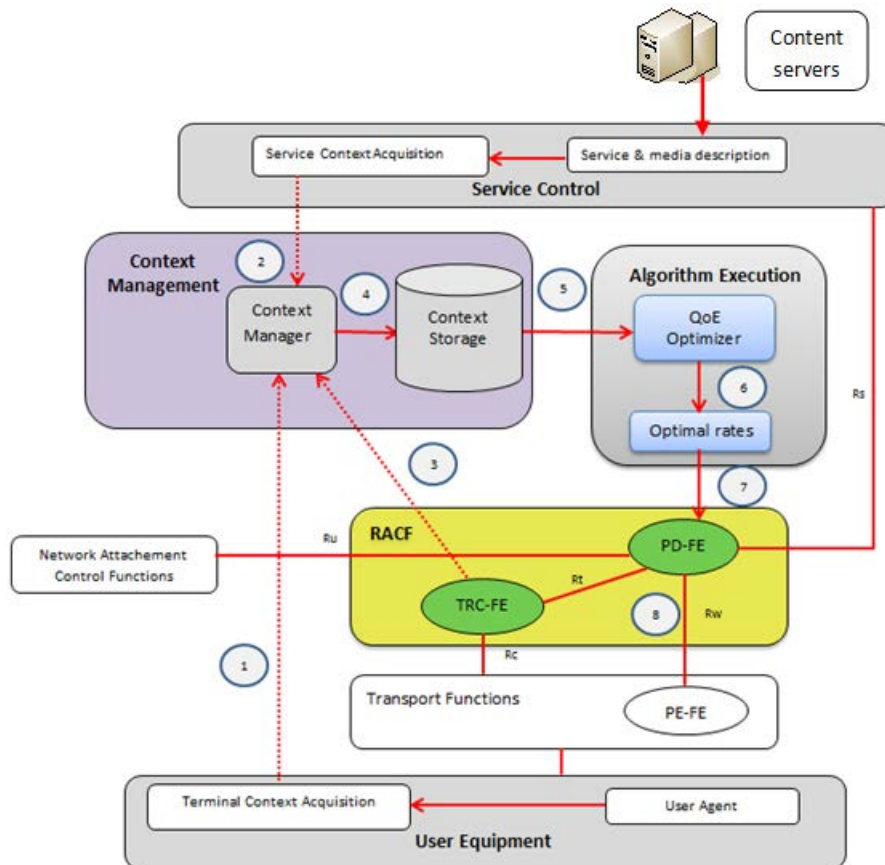 Content
servers
Service Context Acquisition
Service & media description
Service Control
Context
Management
2
4
5
Context
Manager
Context
Storage
Algorithm Execution
QoE
Optimizer
6
Rs
Optimal rates
3
7
RACF
Ru
PD-FE
Network Attachement
Control Functions
Rt
TRC-FE
8
Rw
Rc
1
Transport Functions
PE-FE
Terminal Context Acquisition
User Agent
User Equipment